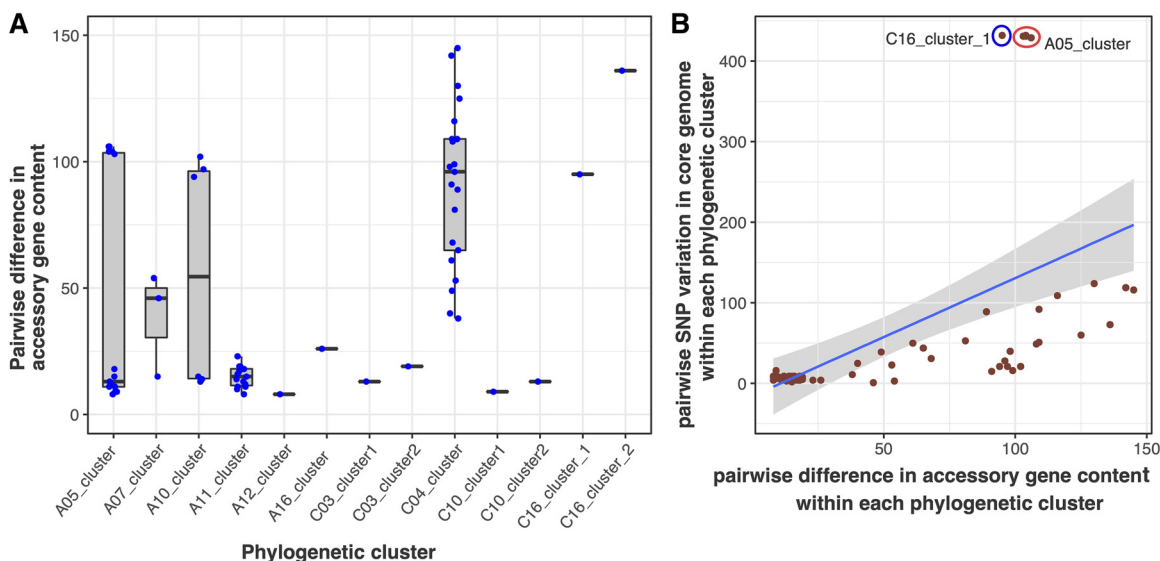 A
Pairwise difference in
accessory gene content
150
100
50
0
A05_cluster
A07_cluster
A10_cluster
A11_cluster
A12_cluster
A16_cluster
C03_cluster1
C03_cluster2
C04_cluster
C10_cluster1
C10_cluster2
C16_cluster_1
C16_cluster_2
Phylogenetic cluster
B
pairwise SNP variation in core genome
within each phylogenetic cluster
400
300
200
100
0
C16_cluster_1
A05_cluster
50
100
150
pairwise difference in accessory gene content
within each phylogenetic cluster